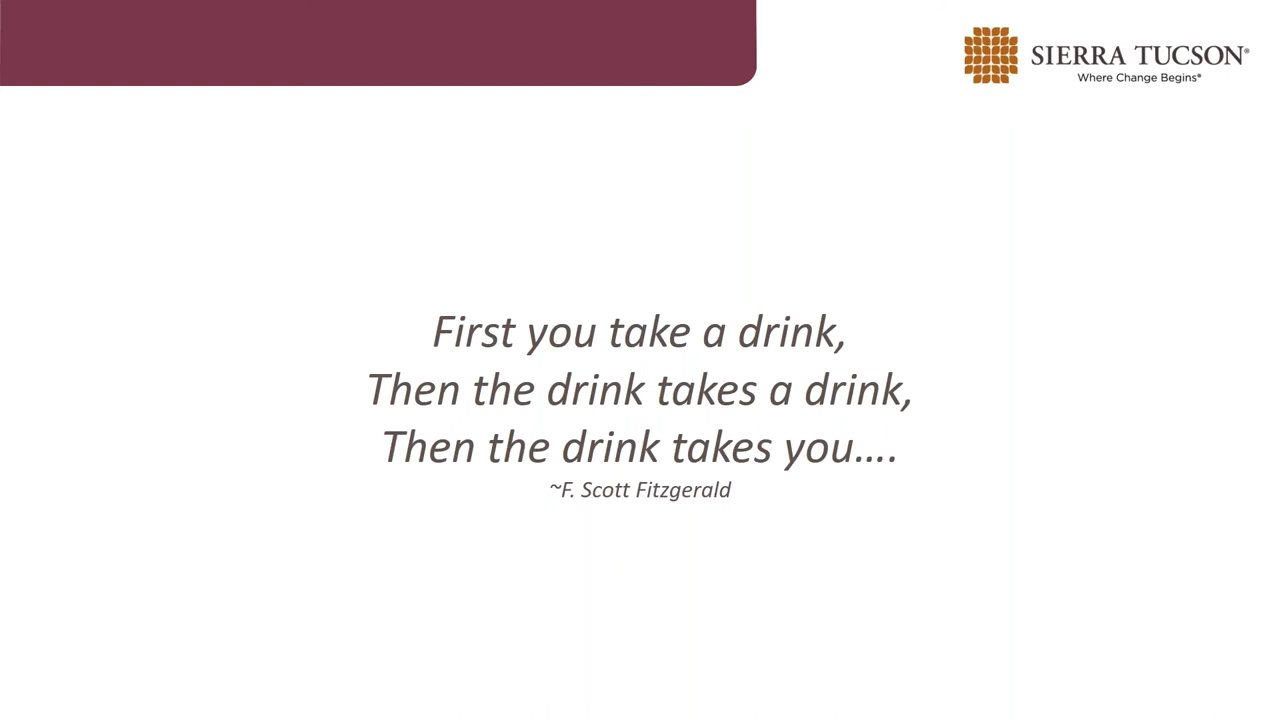 SIERRA TUCSON®
Where Change Begins®
First you take a drink,
Then the drink takes a drink,
Then the drink takes you....
~F. Scott Fitzgerald